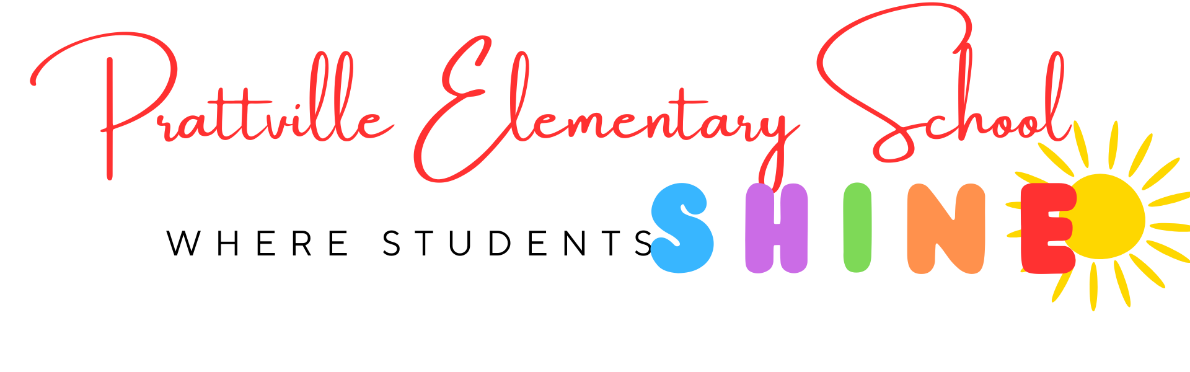 Prattville Elementary School
WHERE STUDENTS SHINE